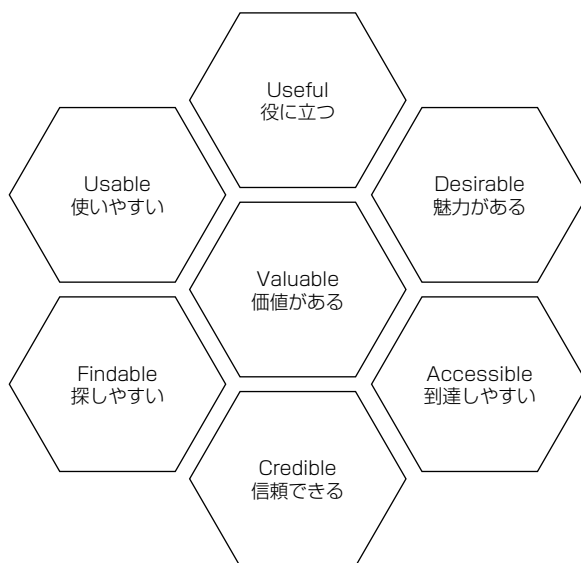 Useful
役に立つ
Usable
使いやすい
Desirable
魅力がある
Valuable
価値がある
Findable
探しやすい
Accessible
到達しやすい
Credible
信頼できる